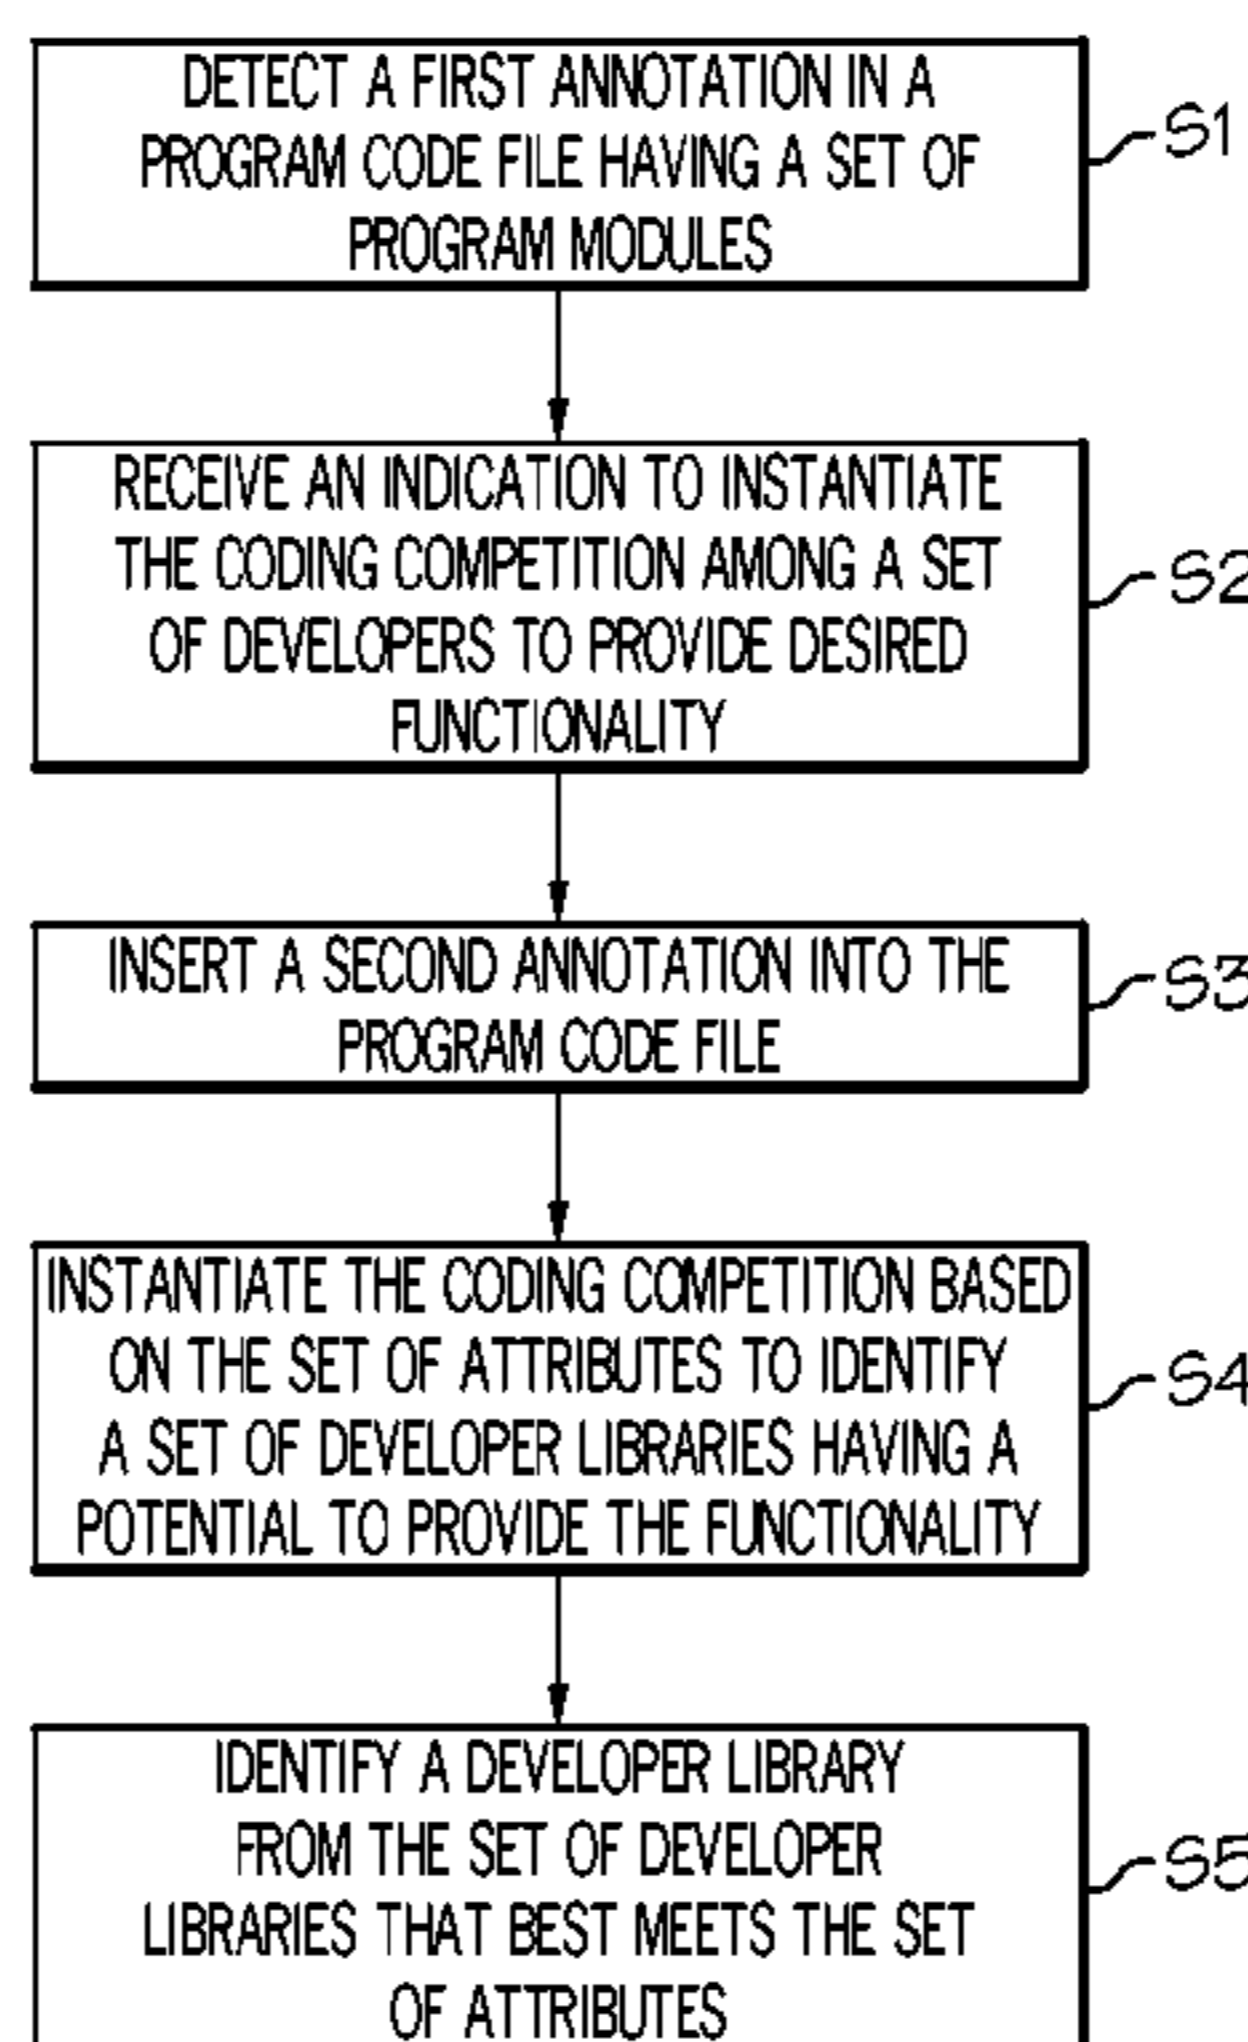 DETECT A FIRST ANNOTATION IN A
PROGRAM CODE FILE HAVING A SET OF
PROGRAM MODULES
S1
RECEIVE AN INDICATION TO INSTANTIATE
THE CODING COMPETITION AMONG A SET
OF DEVELOPERS TO PROVIDE DESIRED
FUNCTIONALITY
S2
INSERT A SECOND ANNOTATION INTO THE
PROGRAM CODE FILE
S3
INSTANTIATE THE CODING COMPETITION BASED
ON THE SET OF ATTRIBUTES TO IDENTIFY
A SET OF DEVELOPER LIBRARIES HAVING A
POTENTIAL TO PROVIDE THE FUNCTIONALITY
S4
IDENTIFY A DEVELOPER LIBRARY
FROM THE SET OF DEVELOPER
LIBRARIES THAT BEST MEETS THE SET
OF ATTRIBUTES
S5